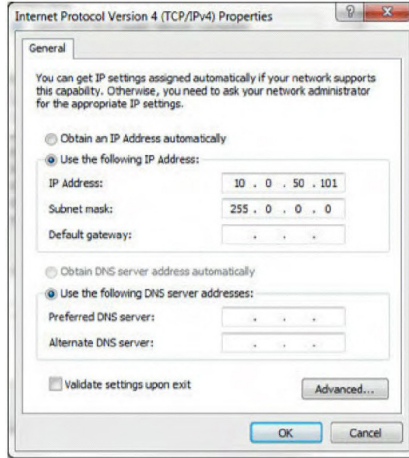 Internet Protocol Version 4 (TCP/IPv4) Properties
General
You can get IP settings assigned automatically if your network supports
this capability. Otherwise, you need to ask your network administrator
for the appropriate IP settings.
Obtain an IP Address automatically
Use the following IP Address:
IP Address: 10 . 0 . 50 . 101
Subnet mask: 255 . 0 . 0 . 0
Default gateway: . . .
Obtain DNS server address automatically
Use the following DNS server addresses:
Preferred DNS server: . . .
Alternate DNS server: . . .
Validate settings upon exit
Advanced...
OK Cancel